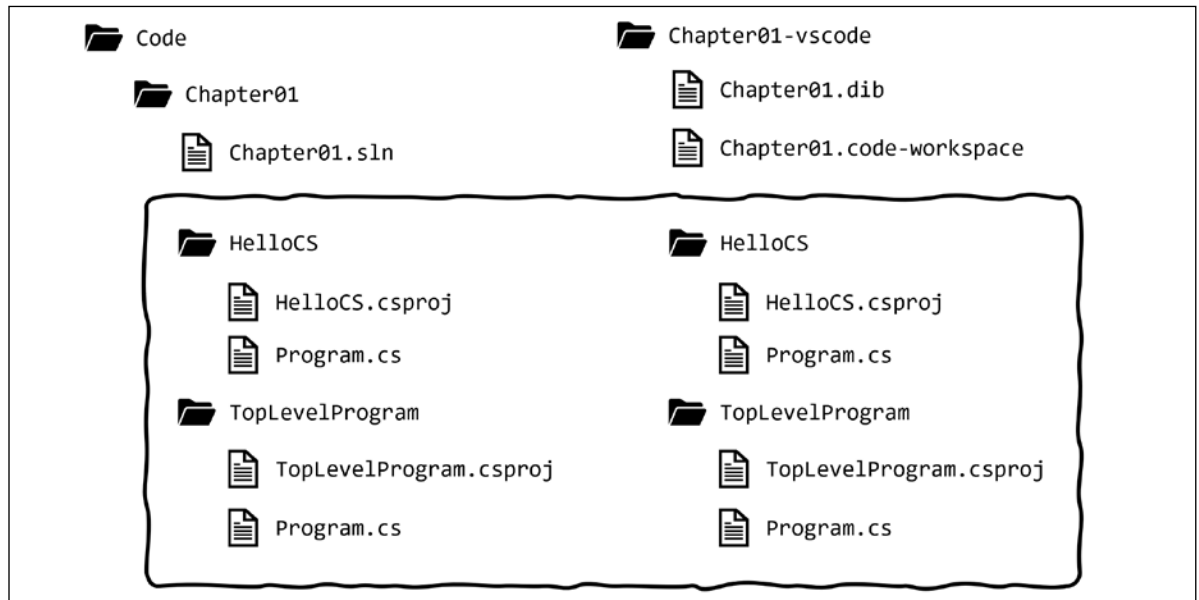 Code
Chapter01
Chapter01.sln
HelloCS
HelloCS.csproj
Program.cs
TopLevelProgram
TopLevelProgram.csproj
Program.cs
Chapter01-vscode
Chapter01.dib
Chapter01.code-workspace
HelloCS
HelloCS.csproj
Program.cs
TopLevelProgram
TopLevelProgram.csproj
Program.cs